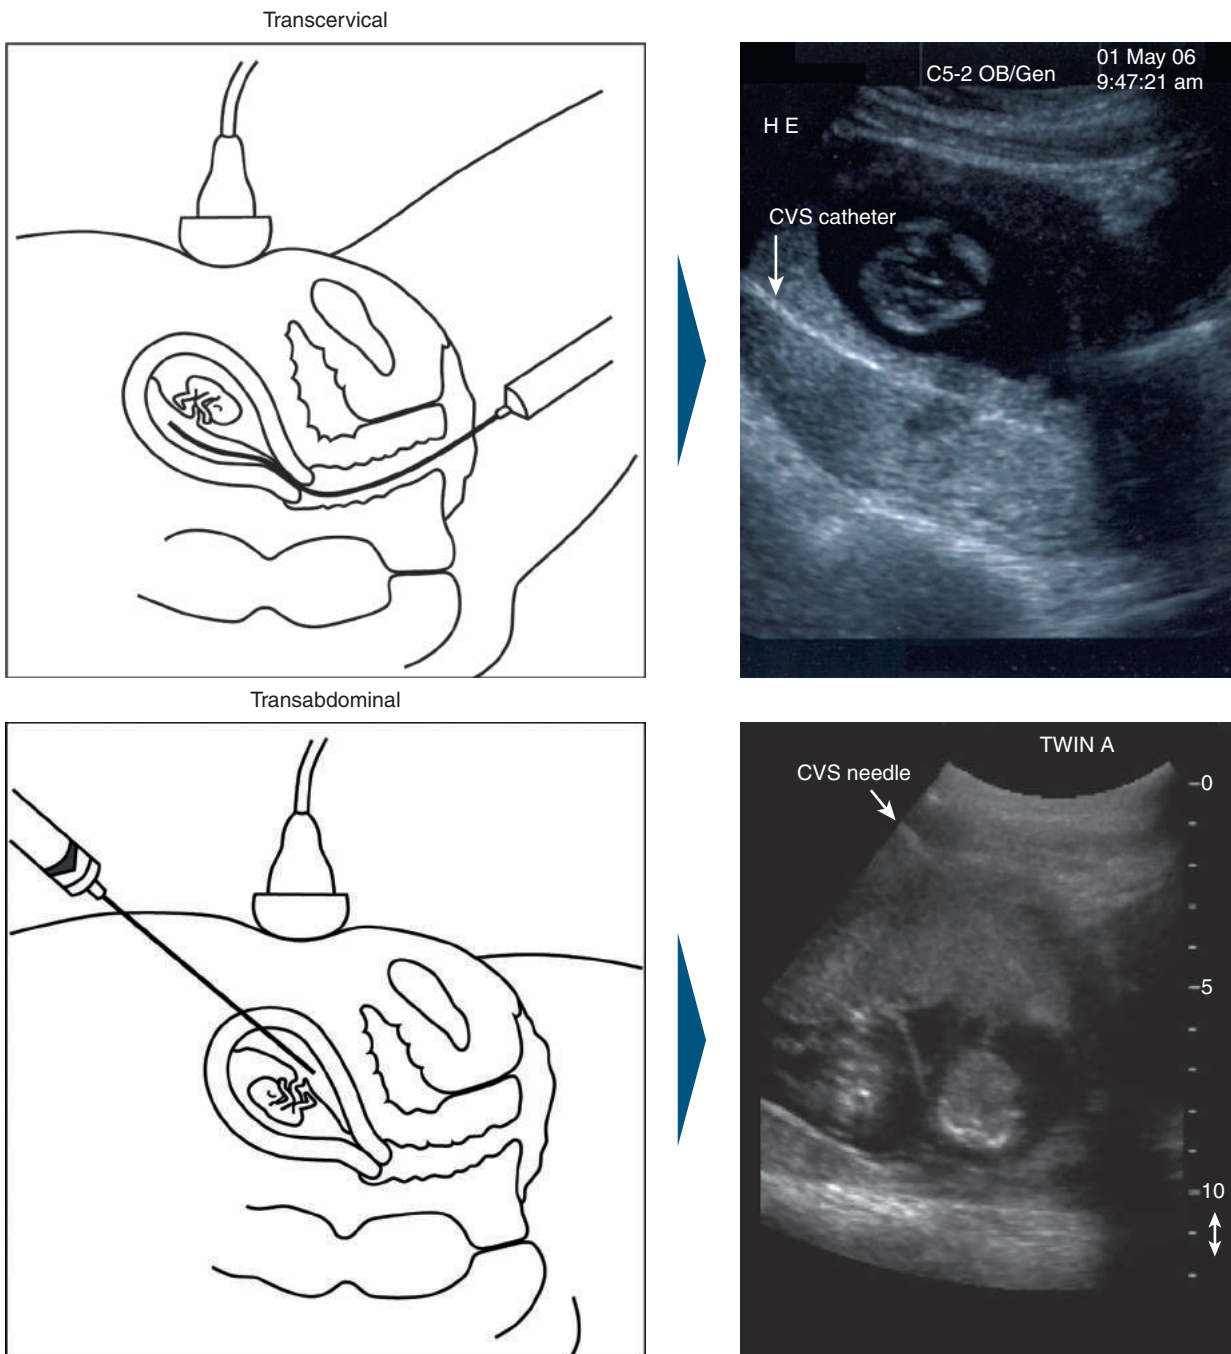 Transcervical
C5-2 OB/Gen
01 May 06
9:47:21 am
H E
CVS catheter
Transabdominal
TWIN A
CVS needle
0
5
10